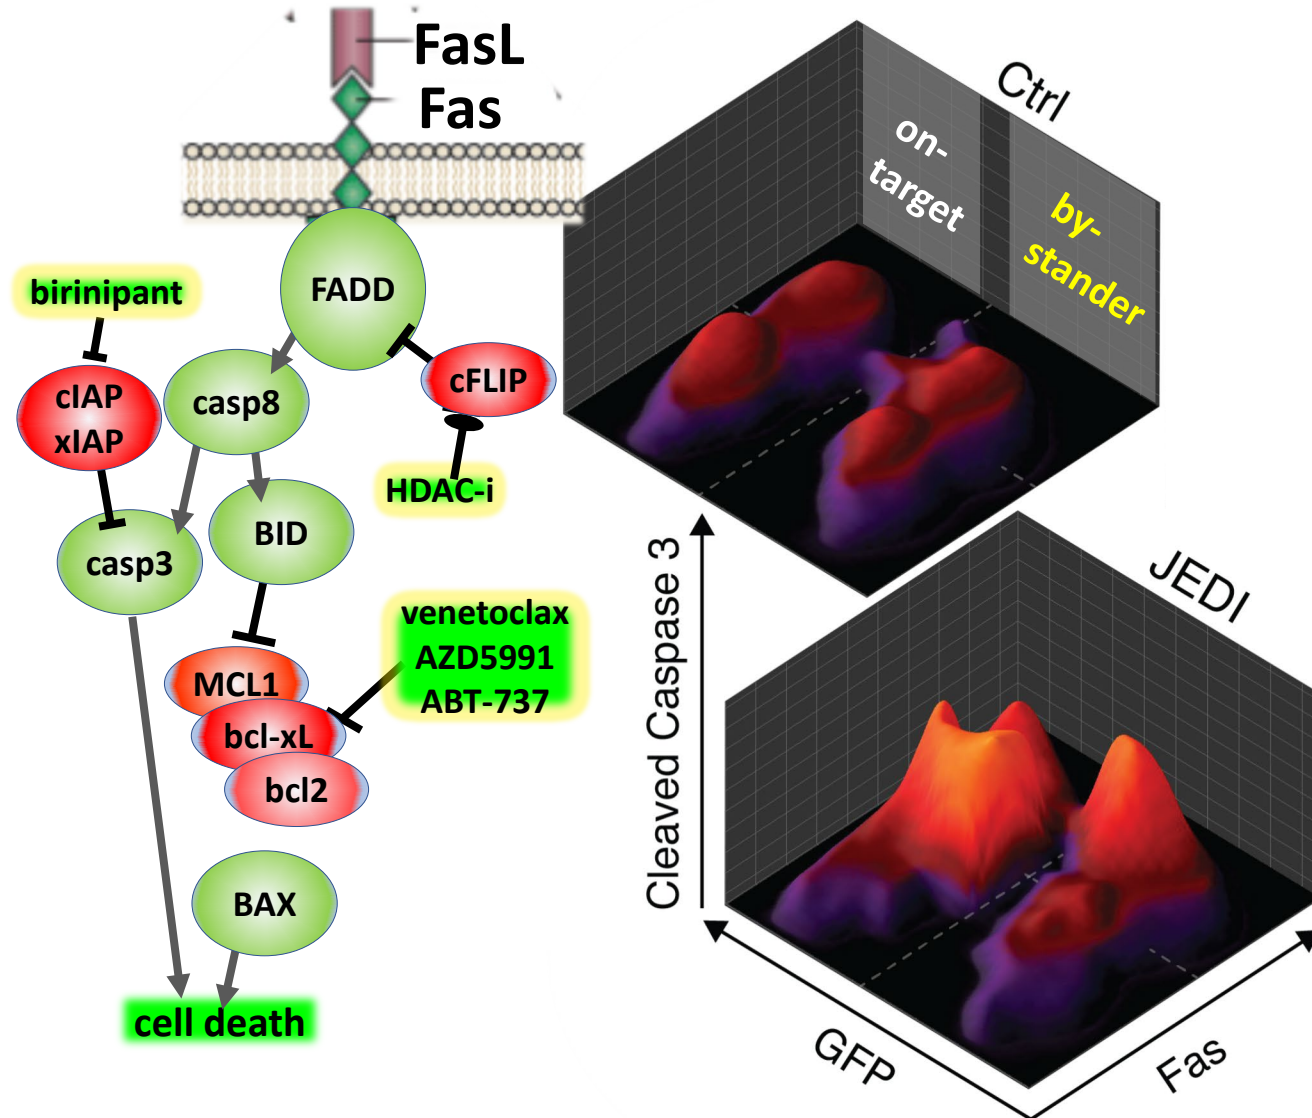 FasL
Fas
FADD
birinipant
cIAP
xIAP
casp8
cFLIP
HDAC-i
BID
casp3
venetoclax
AZD5991
ABT-737
MCL1
bcl-xL
bcl2
BAX
cell death
Ctrl
on-
target
by-
stander
JEDI
Cleaved Caspase 3
GFP
Fas